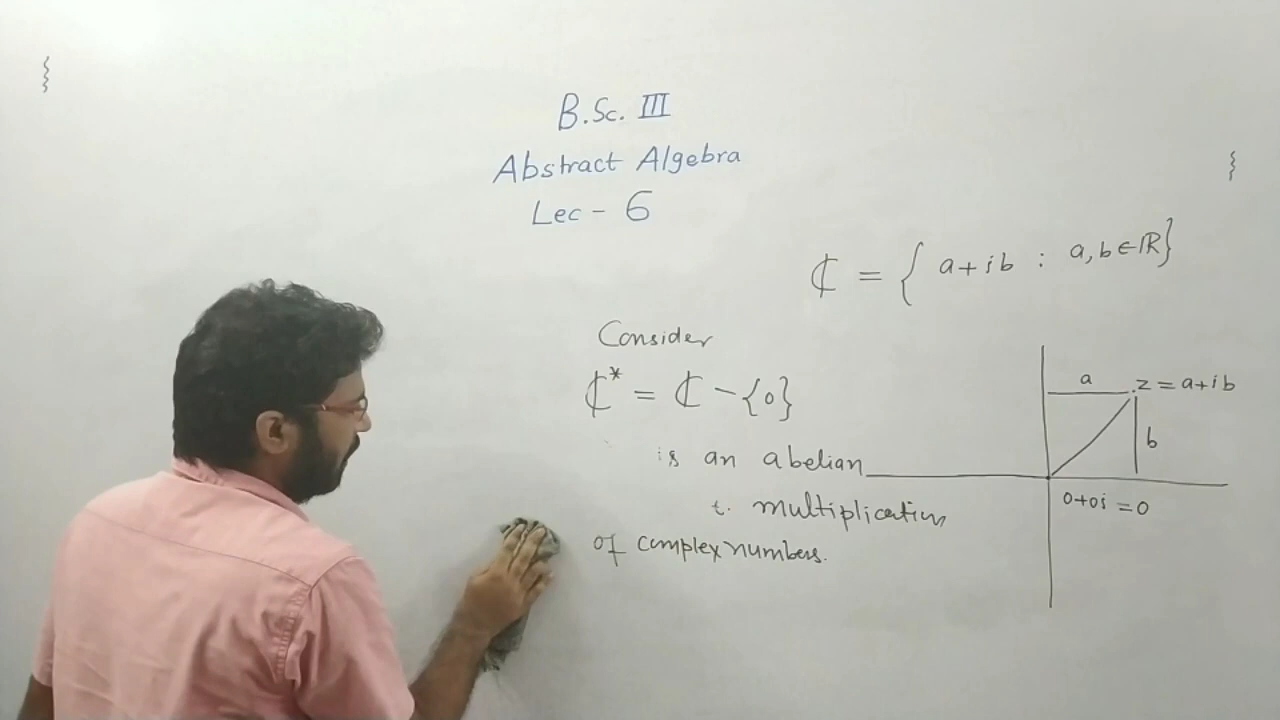 B.Sc. III
Abstract Algebra
Lec - 6
ℂ = { a+ib : a, b ∈ ℝ}
Consider
ℂ* = ℂ - {0}
is an abelian
t. multiplication
of complex numbers.
a
z = a+ib
b
0+0i = 0